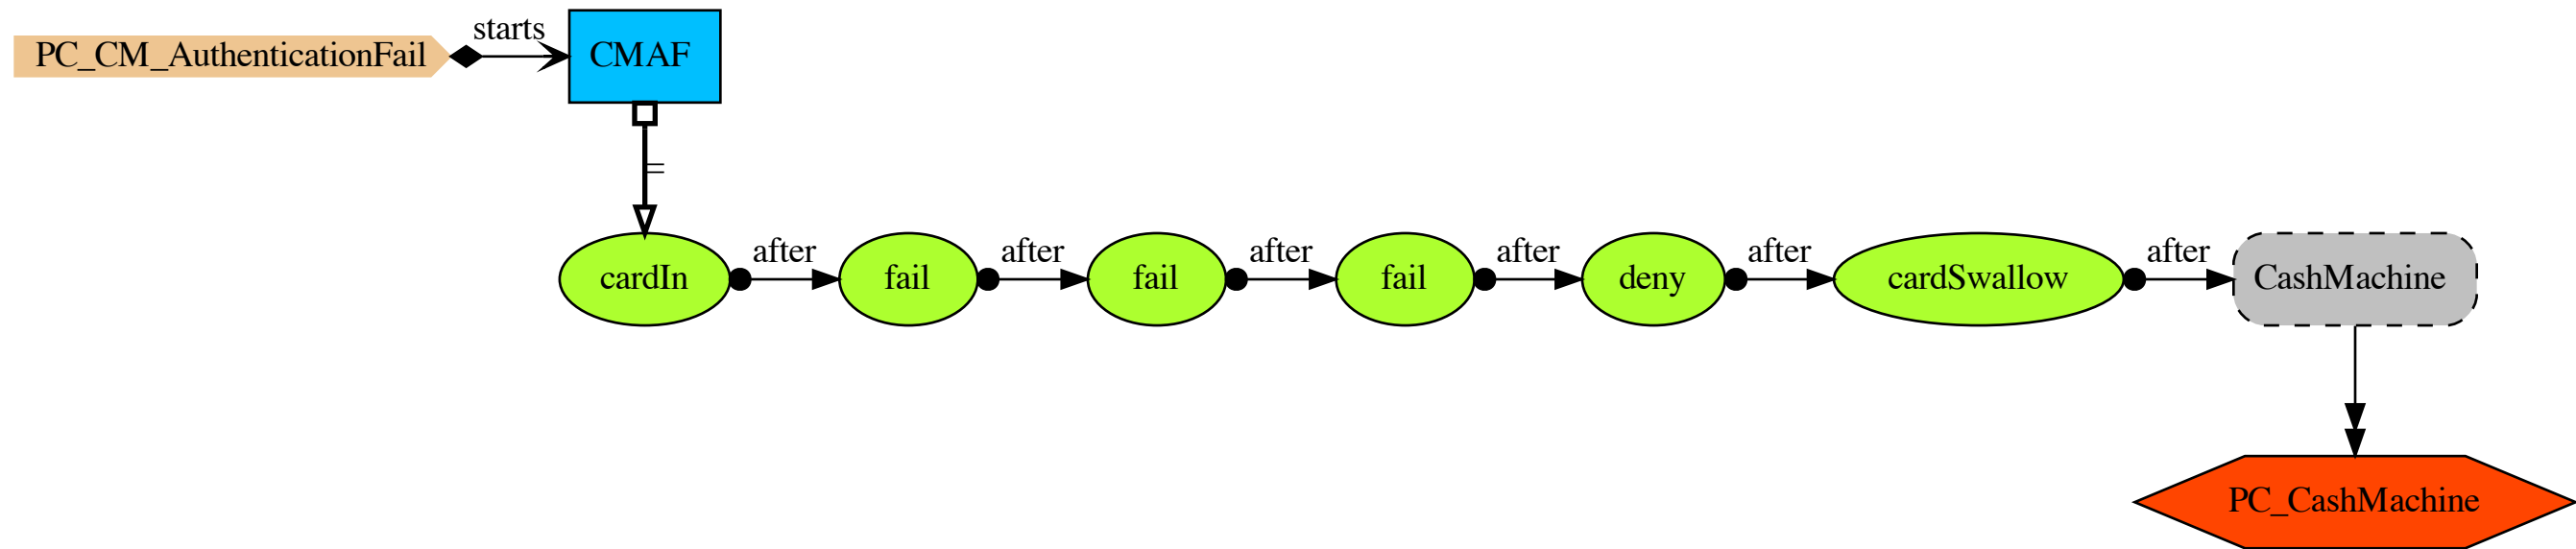 starts
PC_CM_AuthenticationFail
CMAF
=
after
after
after
after
after
after
cardIn
fail
fail
fail
deny
cardSwallow
CashMachine
PC_CashMachine